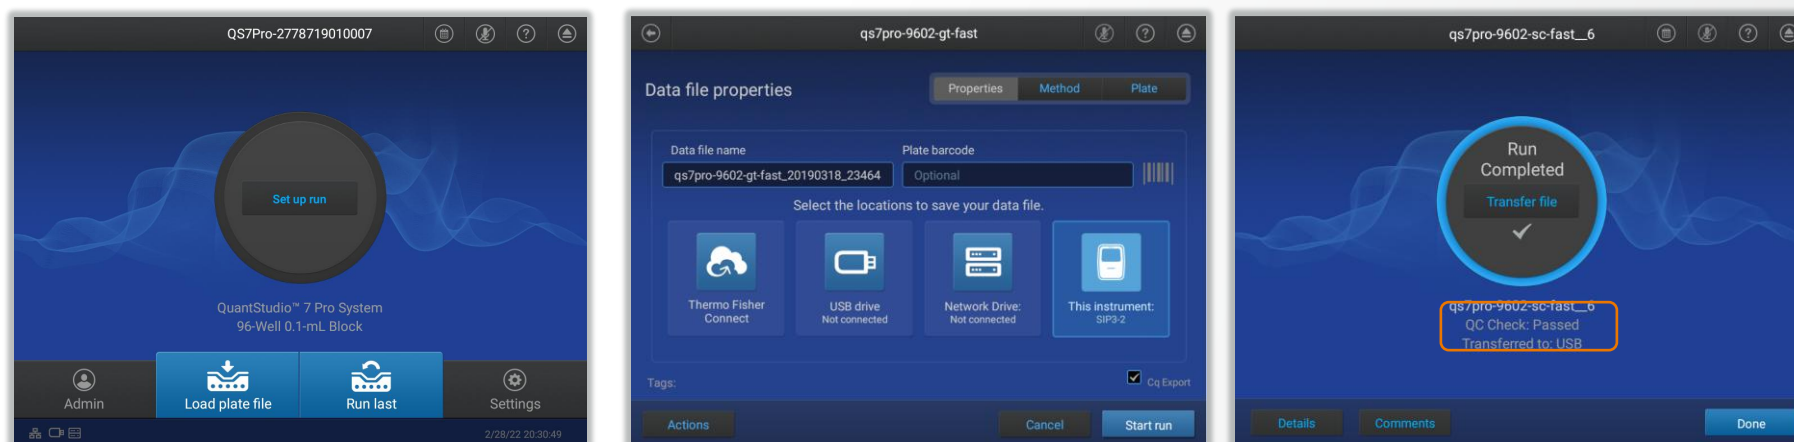 QS7Pro-2778719010007
Set up run
QuantStudio™ 7 Pro System
96-Well 0.1-mL Block
Admin
Load plate file
Run last
Settings
2/28/22 20:30:49
qs7pro-9602-gt-fast
Data file properties
Properties
Method
Plate
Data file name
Plate barcode
qs7pro-9602-gt-fast_20190318_23464
Optional
Select the locations to save your data file.
Thermo Fisher
Connect
USB drive
Not connected
Network Drive:
Not connected
This instrument:
SIP3-2
Tags:
Cq Export
Actions
Cancel
Start run
qs7pro-9602-sc-fast__6
Run
Completed
Transfer file
qs7pro-9602-sc-fast__6
QC Check: Passed
Transferred to: USB
Details
Comments
Done